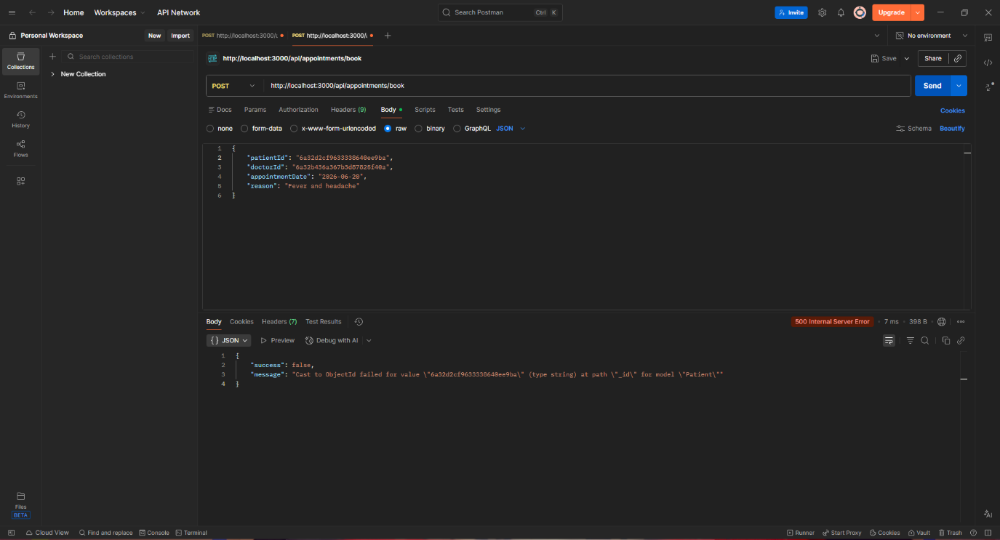 Home Workspaces API Network Search Postman Ctrl K Invite Upgrade
Personal Workspace New Import POST http://localhost:3000/ POST http://localhost:3000/ No environment
Collections
Search collections
New Collection
Environments
History
Flows
Files
BETA
http://localhost:3000/api/appointments/book Save Share
POST http://localhost:3000/api/appointments/book Send
Docs Params Authorization Headers (9) Body Scripts Tests Settings Cookies
none form-data x-www-form-urlencoded raw binary GraphQL JSON Schema Beautify
1 {
2 "patientId": "6a32d2cf9633338640ee9ba",
3 "doctorId": "6a32b436a367b3d87825f40a",
4 "appointmentDate": "2026-06-20",
5 "reason": "Fever and headache"
6 }
Body Cookies Headers (7) Test Results 500 Internal Server Error 7 ms 398 B
{} JSON Preview Debug with AI
1 {
2 "success": false,
3 "message": "Cast to ObjectId failed for value \"6a32d2cf9633338640ee9ba\" (type string) at path \"_id\" for model \"Patient\""
4 }
Cloud View Find and replace Console Terminal Runner Start Proxy Cookies Vault Trash
AI